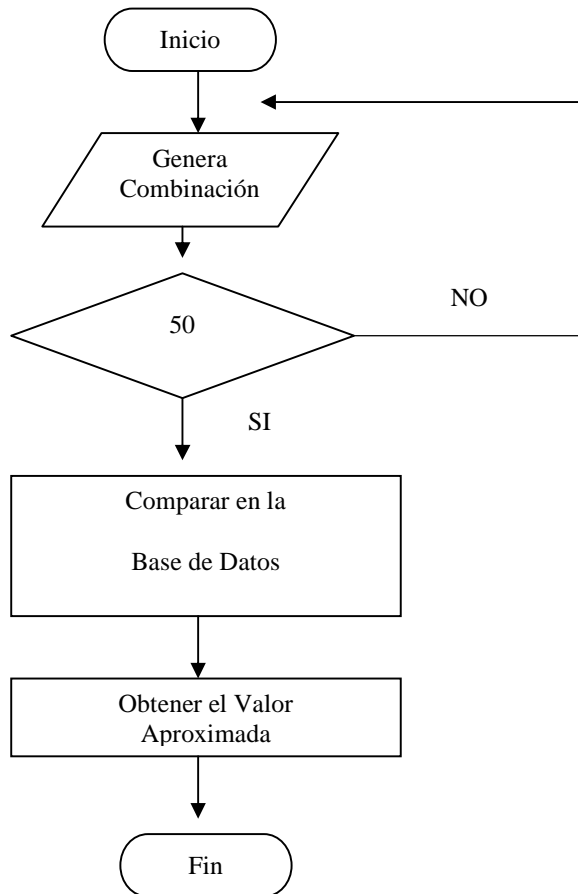 Inicio
Genera
Combinación
50
NO
SI
Comparar en la
Base de Datos
Obtener el Valor
Aproximada
Fin